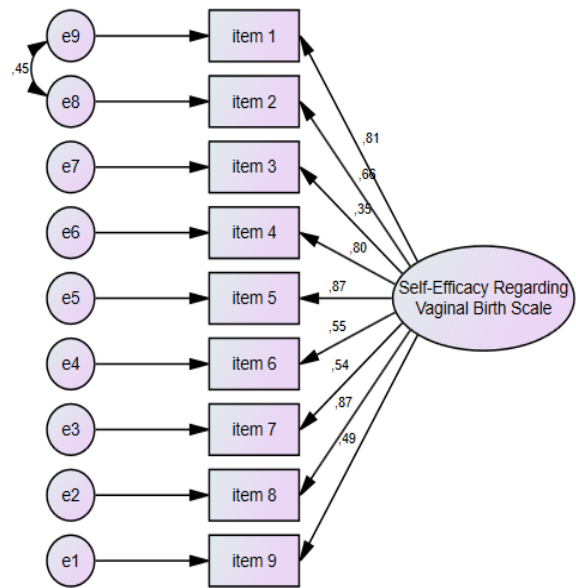 e9
item 1
,45
e8
item 2
,81
e7
item 3
,66
,35
e6
item 4
,80
e5
item 5
,87
Self-Efficacy Regarding
Vaginal Birth Scale
e4
item 6
,55
,54
e3
item 7
,87
,49
e2
item 8
e1
item 9